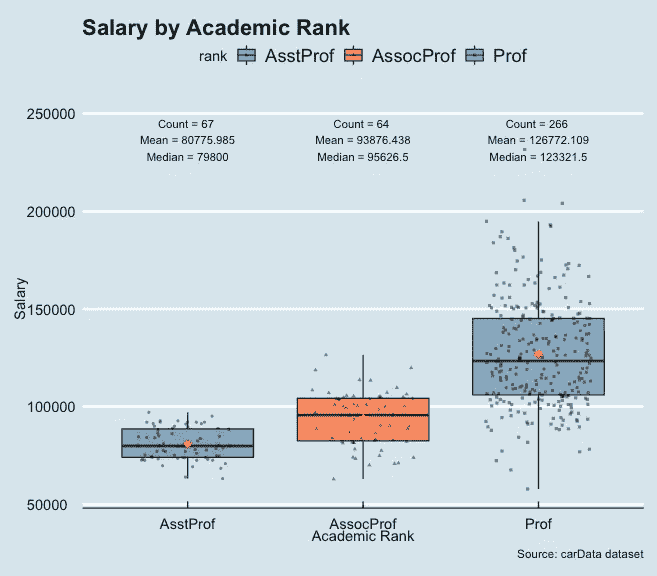 Salary by Academic Rank
rank AsstProf AssocProf Prof
250000
Count = 67 Count = 64 Count = 266
Mean = 80775.985 Mean = 93876.438 Mean = 126772.109
Median = 79800 Median = 95626.5 Median = 123321.5
200000
Salary
150000
100000
50000
AsstProf AssocProf Prof
Academic Rank
Source: carData dataset